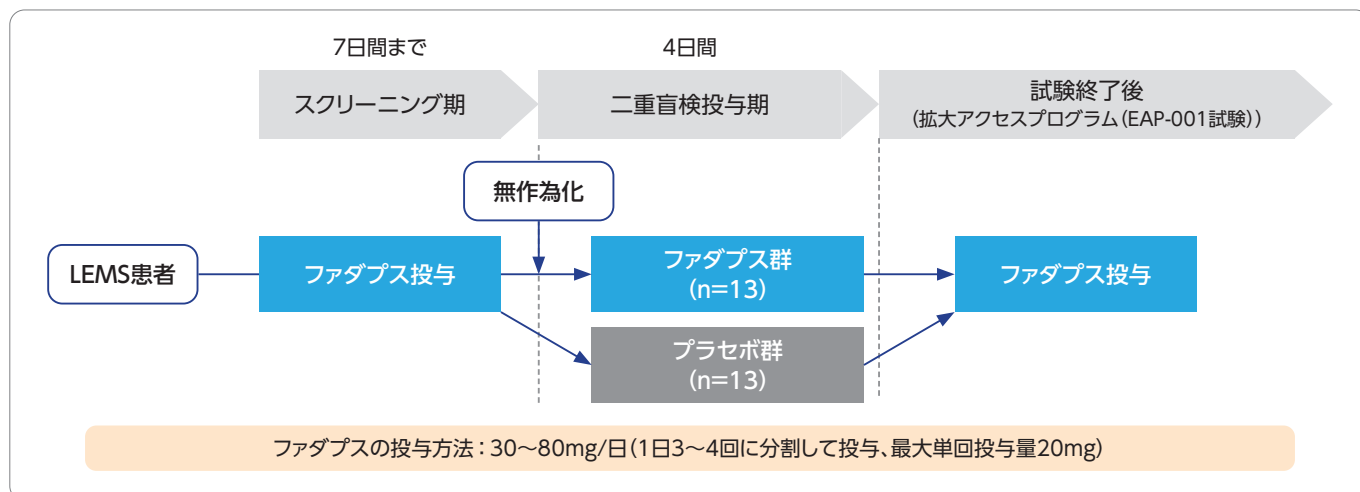 7日間まで
4日間
スクリーニング期
二重盲検投与期
試験終了後
(拡大アクセスプログラム(EAP-001試験))
無作為化
LEMS患者
ファダプス投与
ファダプス群
(n=13)
ファダプス投与
プラセボ群
(n=13)
ファダプスの投与方法：30〜80mg/日(1日3〜4回に分割して投与、最大単回投与量20mg)